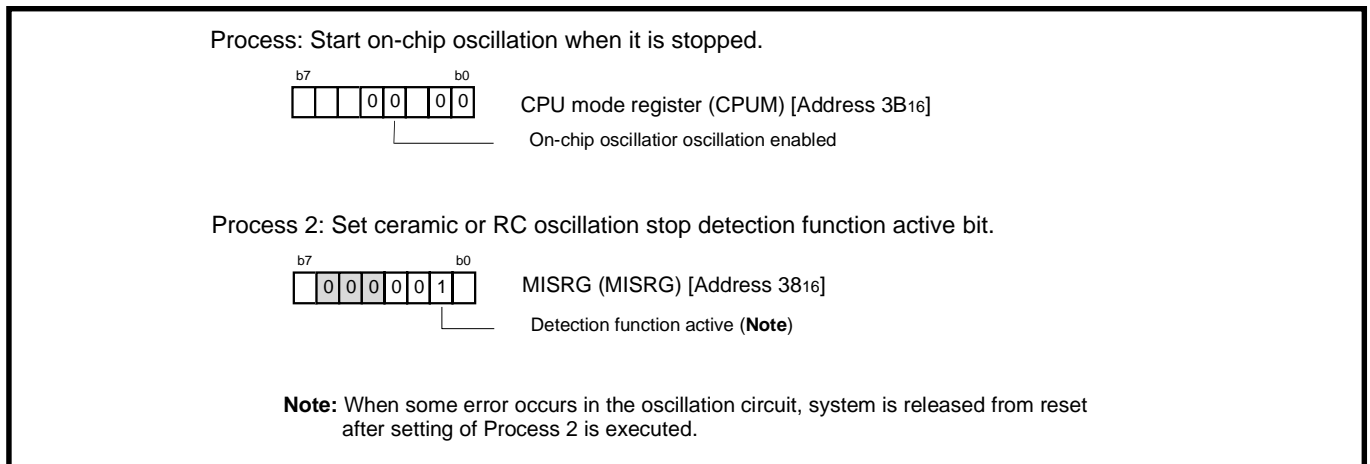 Process: Start on-chip oscillation when it is stopped.
b7 b0
0 0 0 0
CPU mode register (CPUM) [Address 3B16]
On-chip oscillatior oscillation enabled
Process 2: Set ceramic or RC oscillation stop detection function active bit.
b7 b0
0 0 0 0 0 1
MISRG (MISRG) [Address 3816]
Detection function active (Note)
Note: When some error occurs in the oscillation circuit, system is released from reset
after setting of Process 2 is executed.